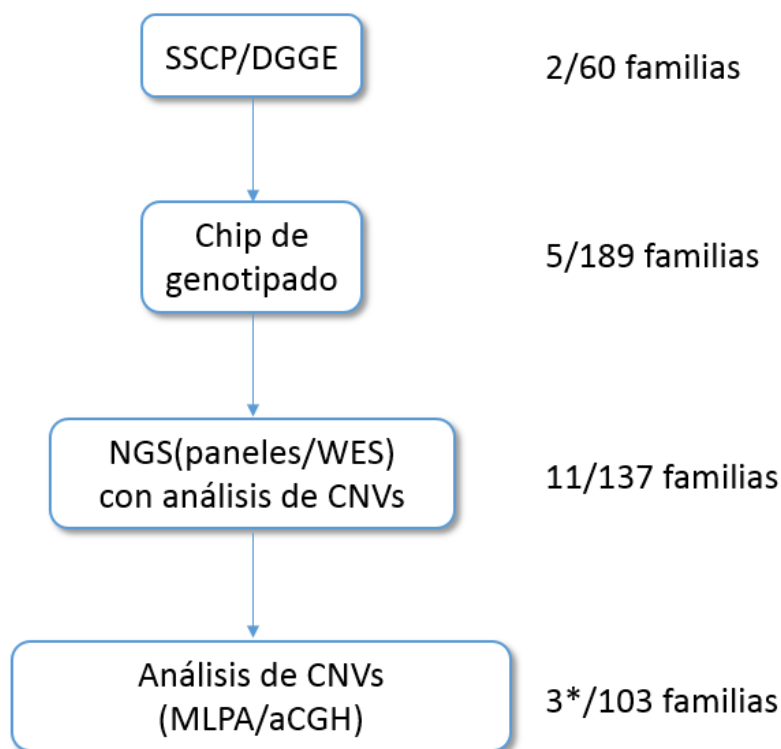 SSCP/DGGE
2/60 familias
Chip de
genotipado
5/189 familias
NGS(paneles/WES)
con análisis de CNVs
11/137 familias
Análisis de CNVs
(MLPA/aCGH)
3*/103 familias